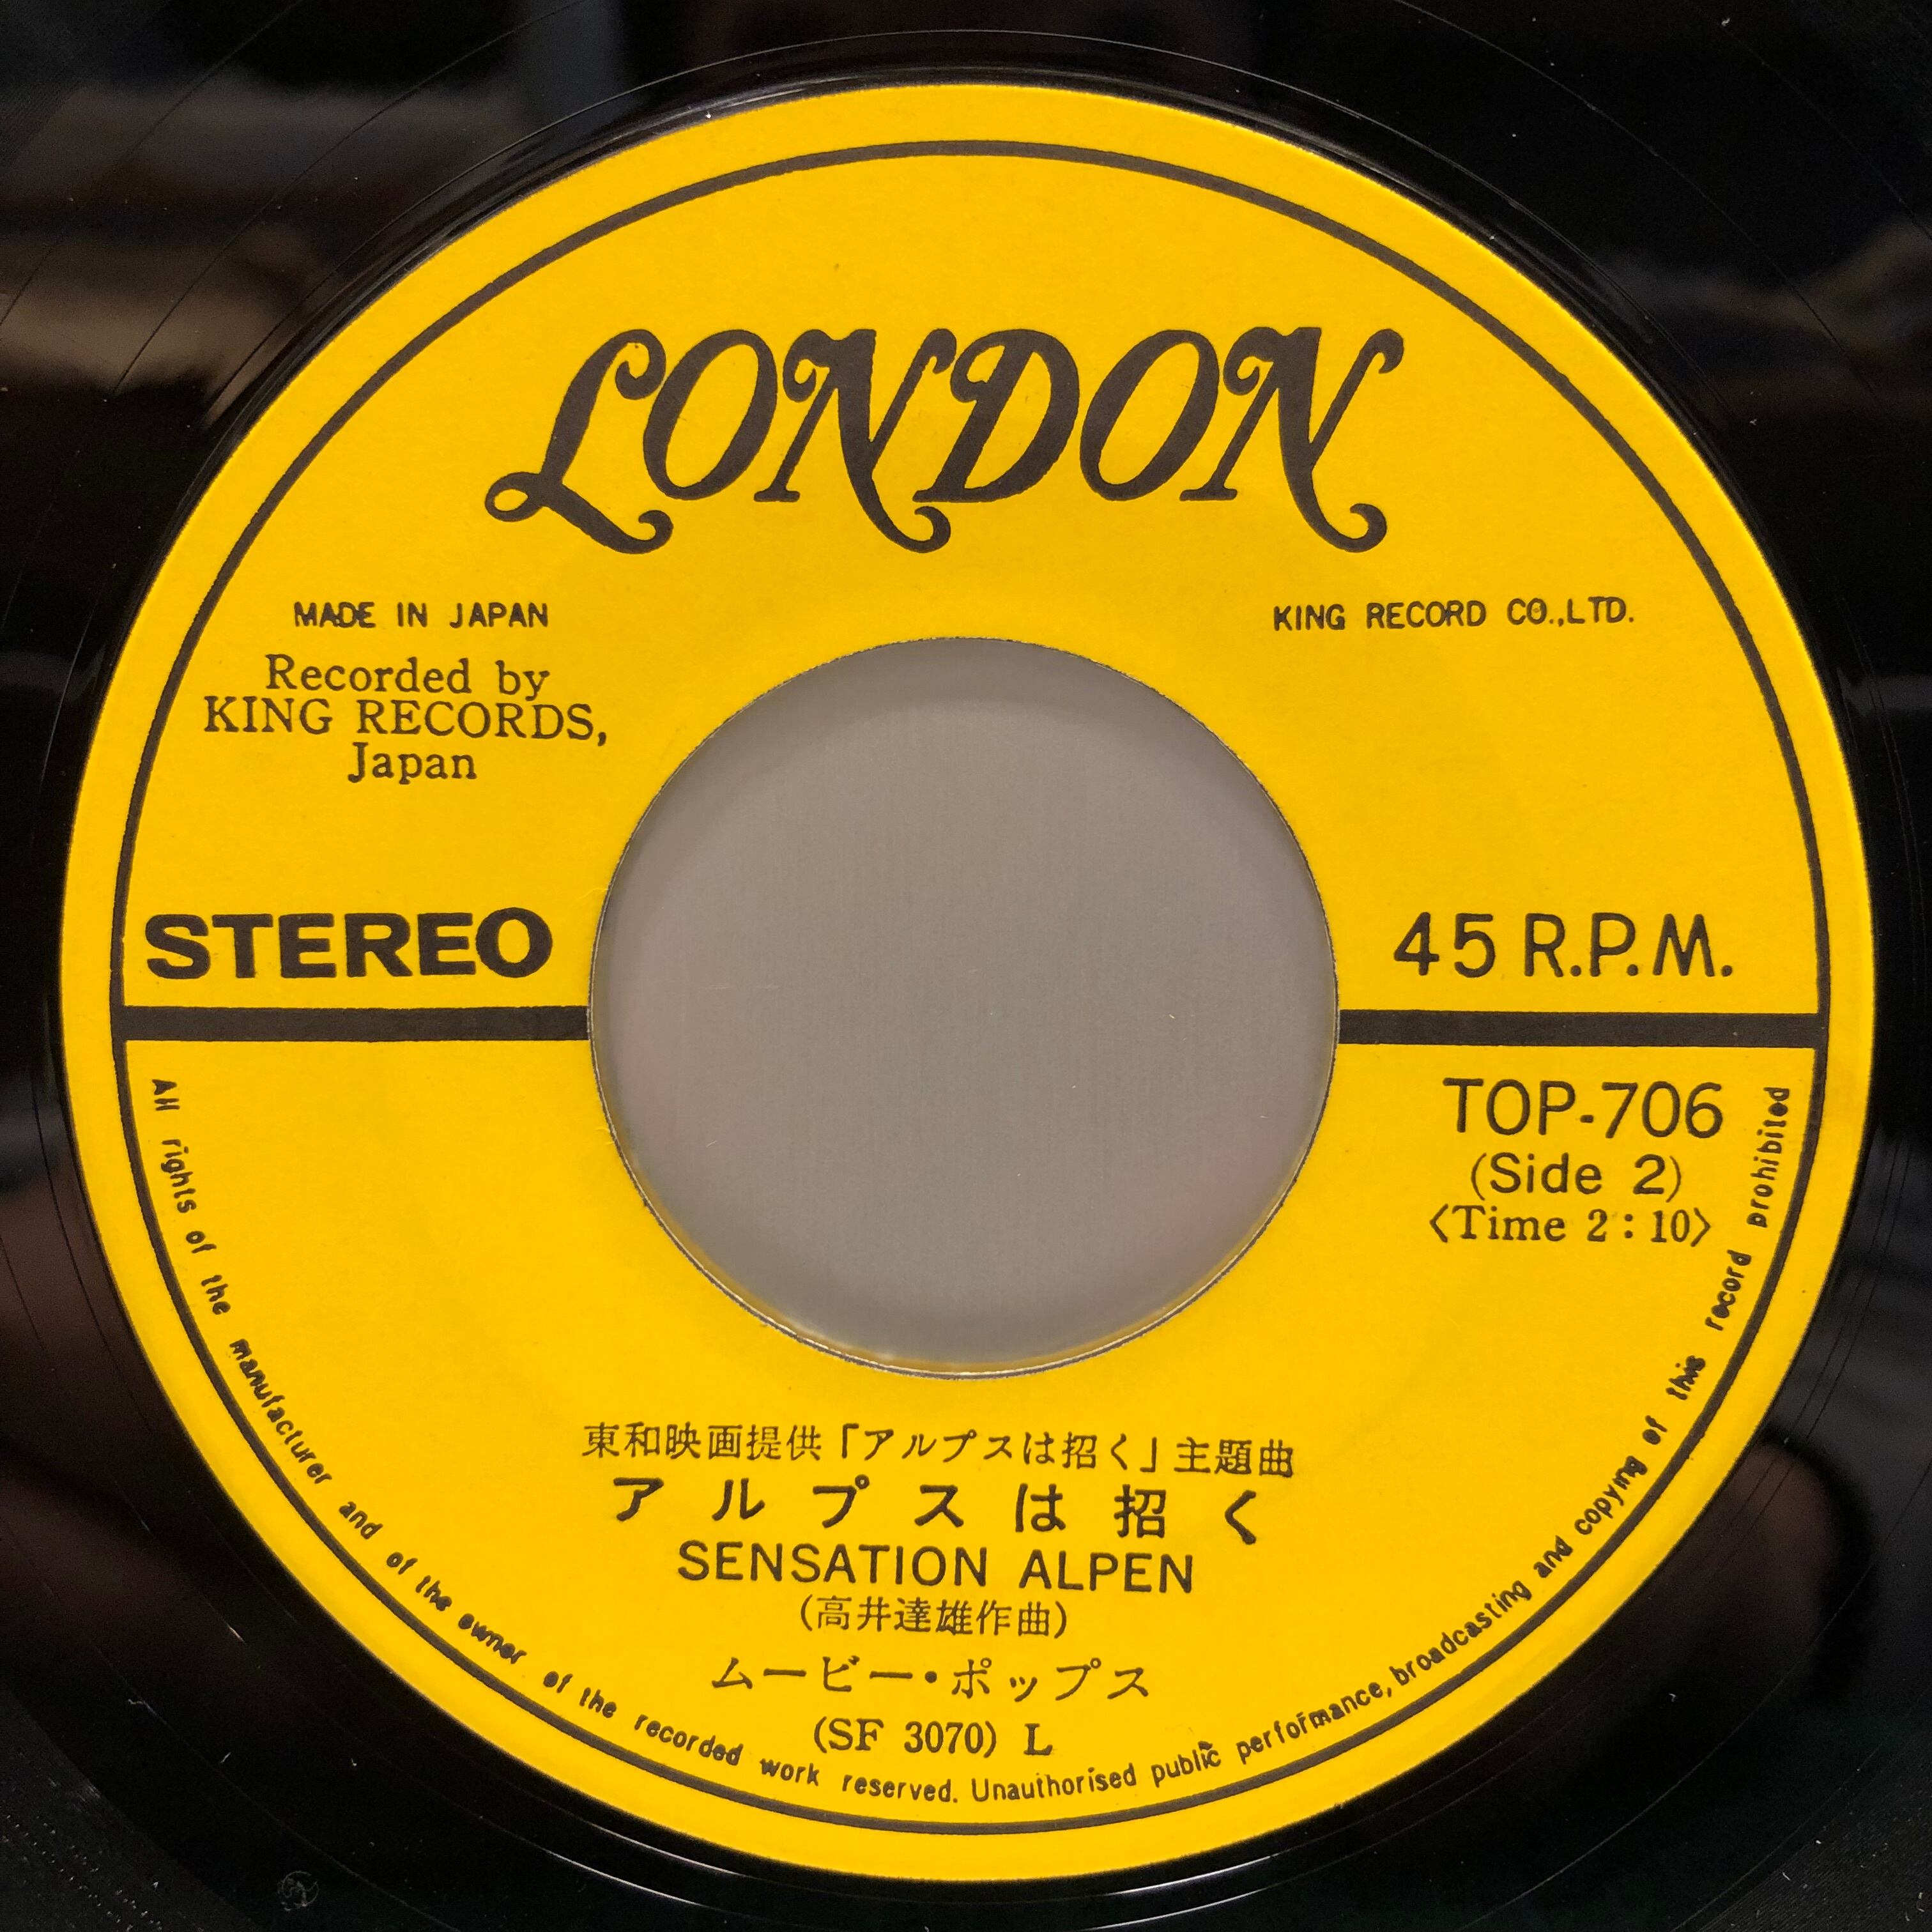 LONDON
MADE IN JAPAN
KING RECORD CO.,LTD.
Recorded by
KING RECORDS,
Japan
STEREO
45 R.P.M.
TOP-706
(Side 2)
〈Time 2：10〉
東和映画提供「アルプスは招く」主題曲
アルプスは招く
SENSATION ALPEN
(高井達雄作曲)
ムービー・ポップス
(SF 3070) L
All rights of the manufacturer and of the owner of the recorded work reserved. Unauthorised public performance, broadcasting and copying of this record prohibited